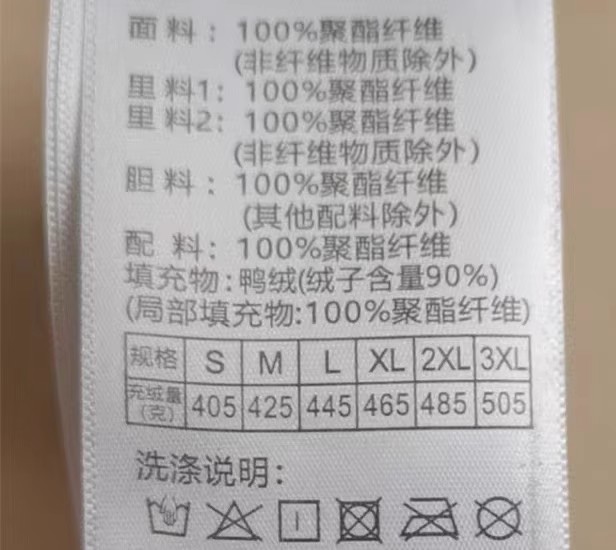 面料：100%聚酯纤维
(非纤维物质除外)
里料1：100%聚酯纤维
里料2：100%聚酯纤维
(非纤维物质除外)
胆料：100%聚酯纤维
(其他配料除外)
配料：100%聚酯纤维
填充物:鸭绒(绒子含量90%)
(局部填充物:100%聚酯纤维)
规格 S M L XL 2XL 3XL
充绒量(克) 405 425 445 465 485 505
洗涤说明：